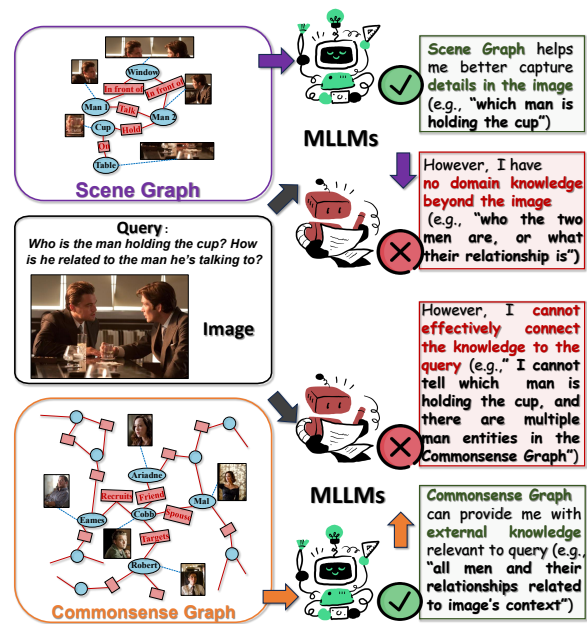 Window
In front of
In front of
Man 1
Talk
Man 2
Cup
Hold
On
Table
Scene Graph
MLLMs
Scene Graph helps
me better capture
details in the image
(e.g., “which man is
holding the cup”)
However, I have
no domain knowledge
beyond the image
(e.g., “who the two
men are, or what
their relationship is”)
Query：
Who is the man holding the cup? How
is he related to the man he’s talking to?
Image
However, I cannot
effectively connect
the knowledge to the
query (e.g.,” I cannot
tell which man is
holding the cup, and
there are multiple
man entities in the
Commonsense Graph”)
Ariadne
Recruits
Friend
Mal
Spouse
Eames
Cobb
Targets
Robert
Commonsense Graph
MLLMs
Commonsense Graph
can provide me with
external knowledge
relevant to query (e.g.,
“all men and their
relationships related
to image’s context”)